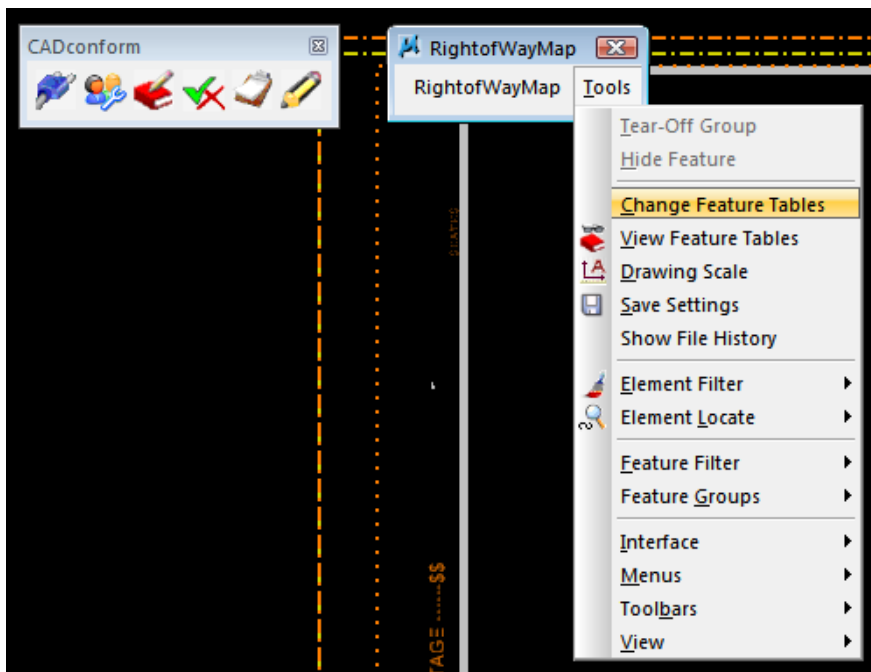 CADconform
RightofWayMap
RightofWayMap Tools
Tear-Off Group
Hide Feature
Change Feature Tables
View Feature Tables
Drawing Scale
Save Settings
Show File History
Element Filter
Element Locate
Feature Filter
Feature Groups
Interface
Menus
Toolbars
View